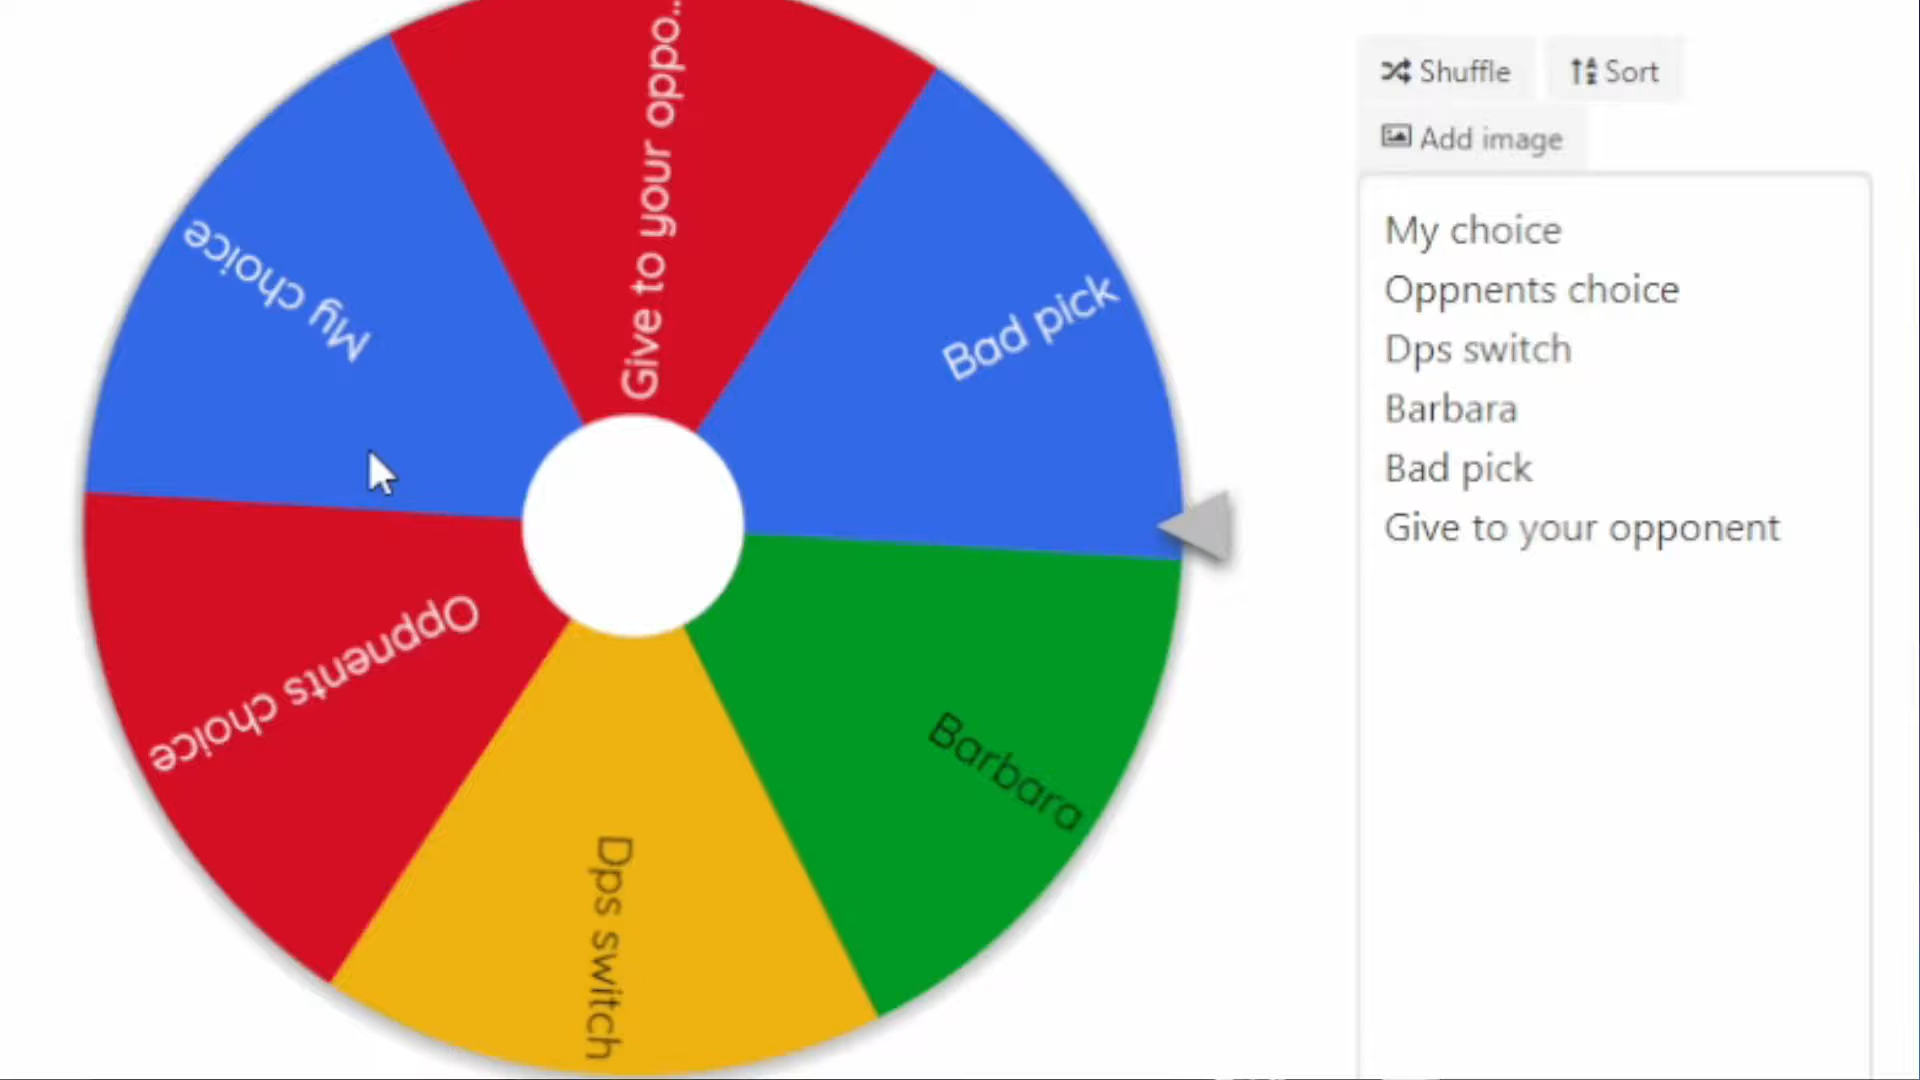 Give to your oppo..
Bad pick
My choice
Oppnents choice
Barbara
Dps switch
Shuffle
Sort
Add image
My choice
Oppnents choice
Dps switch
Barbara
Bad pick
Give to your opponent